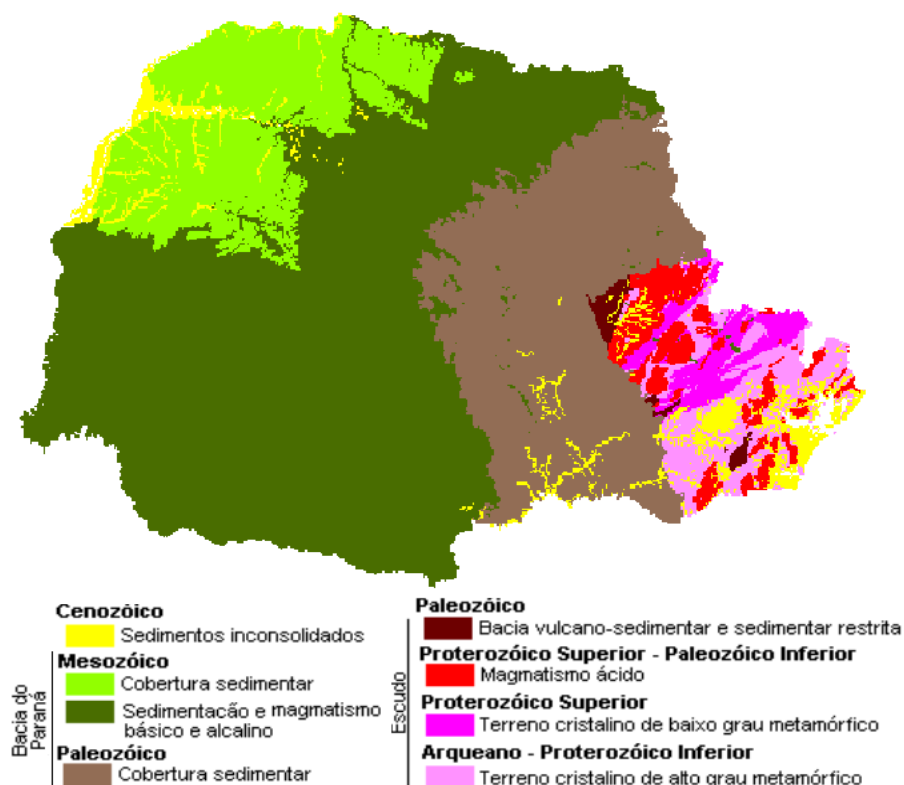 Cenozóico
Sedimentos inconsolidados
Bacia do
Paraná
Mesozóico
Cobertura sedimentar
Sedimentacão e magmatismo
básico e alcalino
Paleozóico
Cobertura sedimentar
Escudo
Paleozóico
Bacia vulcano-sedimentar e sedimentar restrita
Proterozóico Superior - Paleozóico Inferior
Magmatismo ácido
Proterozóico Superior
Terreno cristalino de baixo grau metamórfico
Arqueano - Proterozóico Inferior
Terreno cristalino de alto grau metamórfico